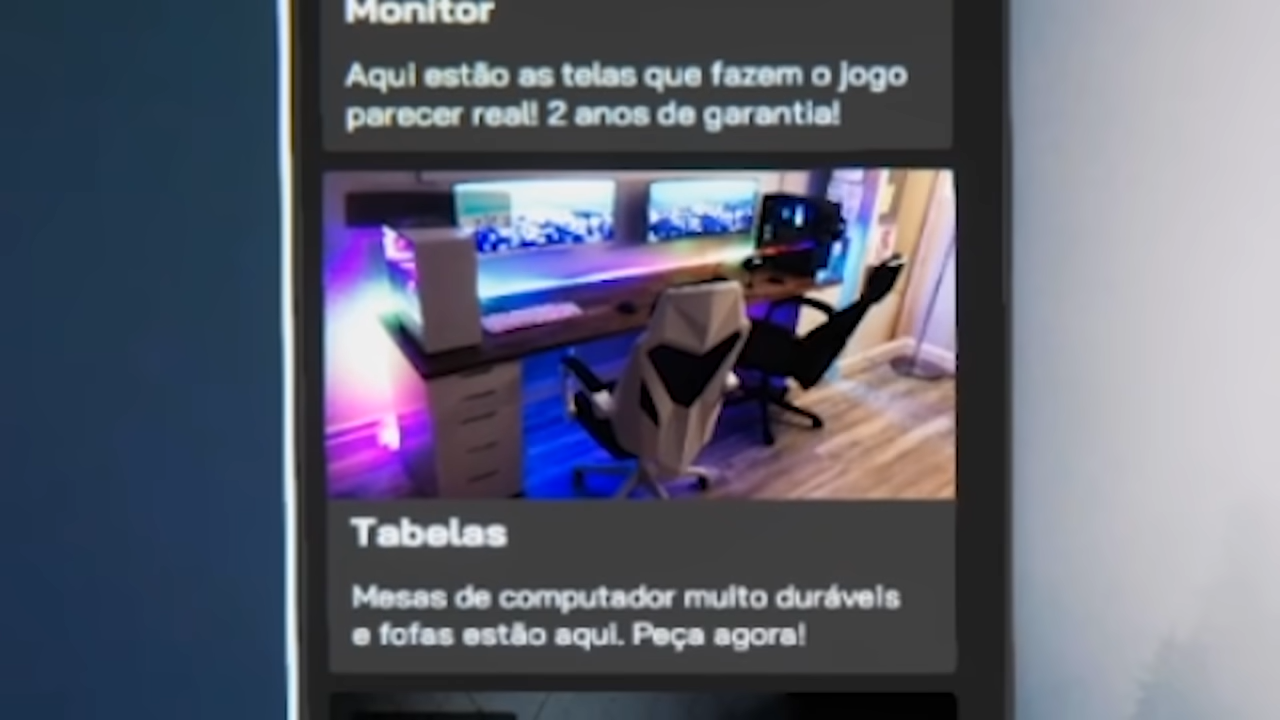 Monitor
Aqui estão as telas que fazem o jogo
parecer real! 2 anos de garantia!
Tabelas
Mesas de computador muito duráveis
e fofas estão aqui. Peça agora!